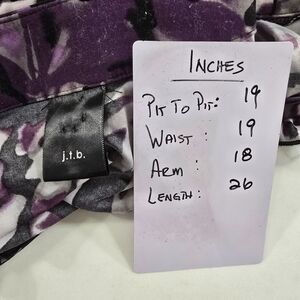 j.t.b.
INCHES
PIT TO PIT: 19
WAIST : 19
ARM : 18
LENGTH : 26